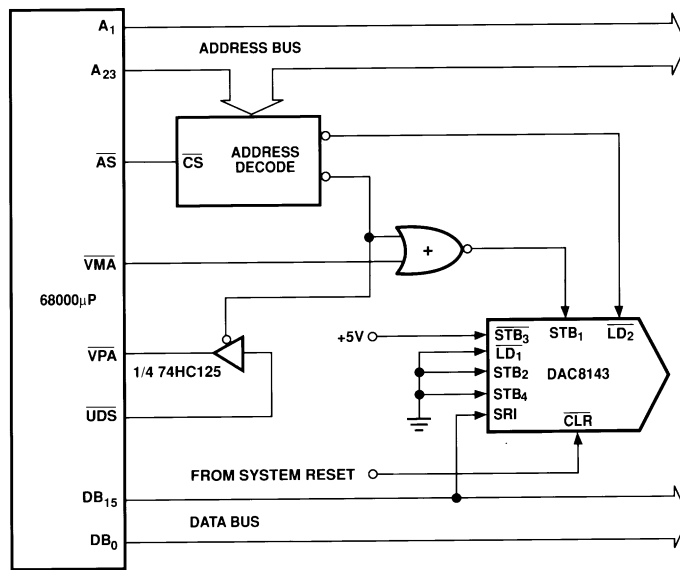 A1
ADDRESS BUS
A23
AS
CS
ADDRESS
DECODE
+
VMA
68000µP
+5V
STB3
STB1
LD2
LD1
VPA
1/4 74HC125
STB2
DAC8143
STB4
UDS
SRI
CLR
FROM SYSTEM RESET
DB15
DATA BUS
DB0